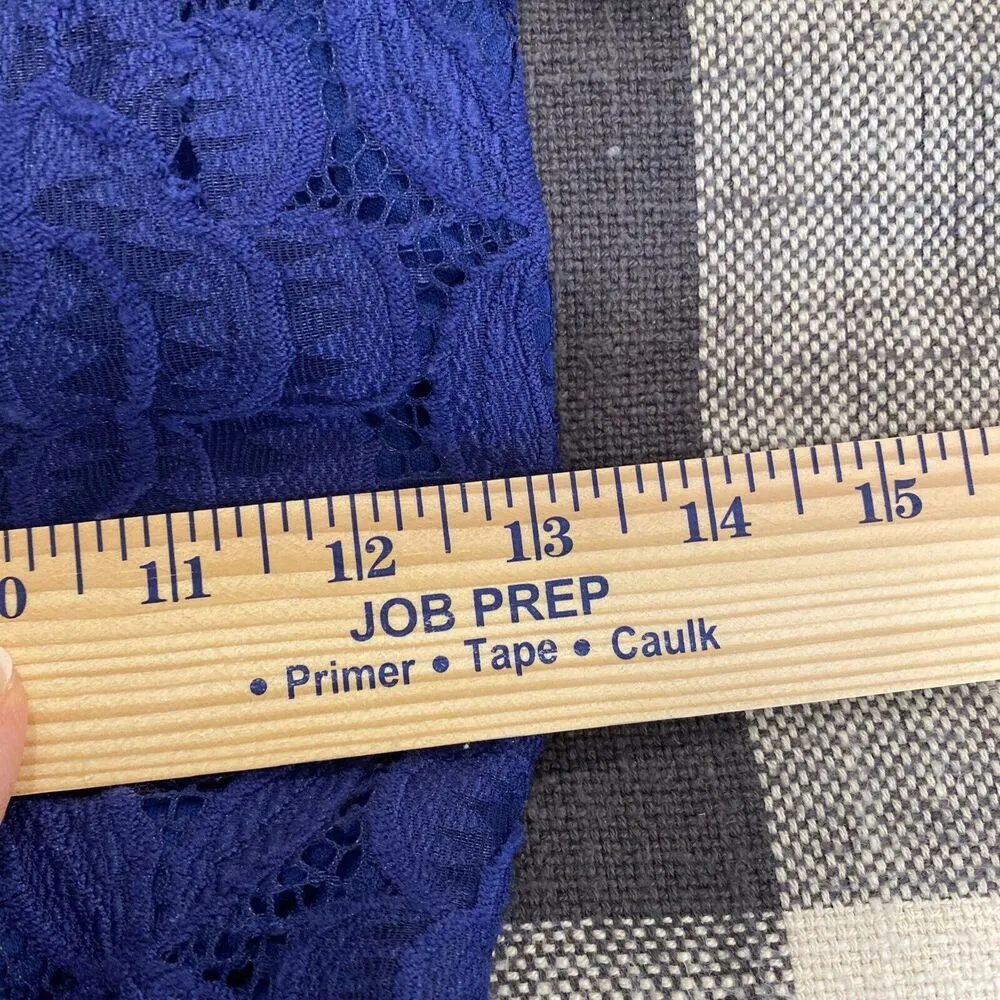 0 11 12 13 14 15
JOB PREP
• Primer • Tape • Caulk